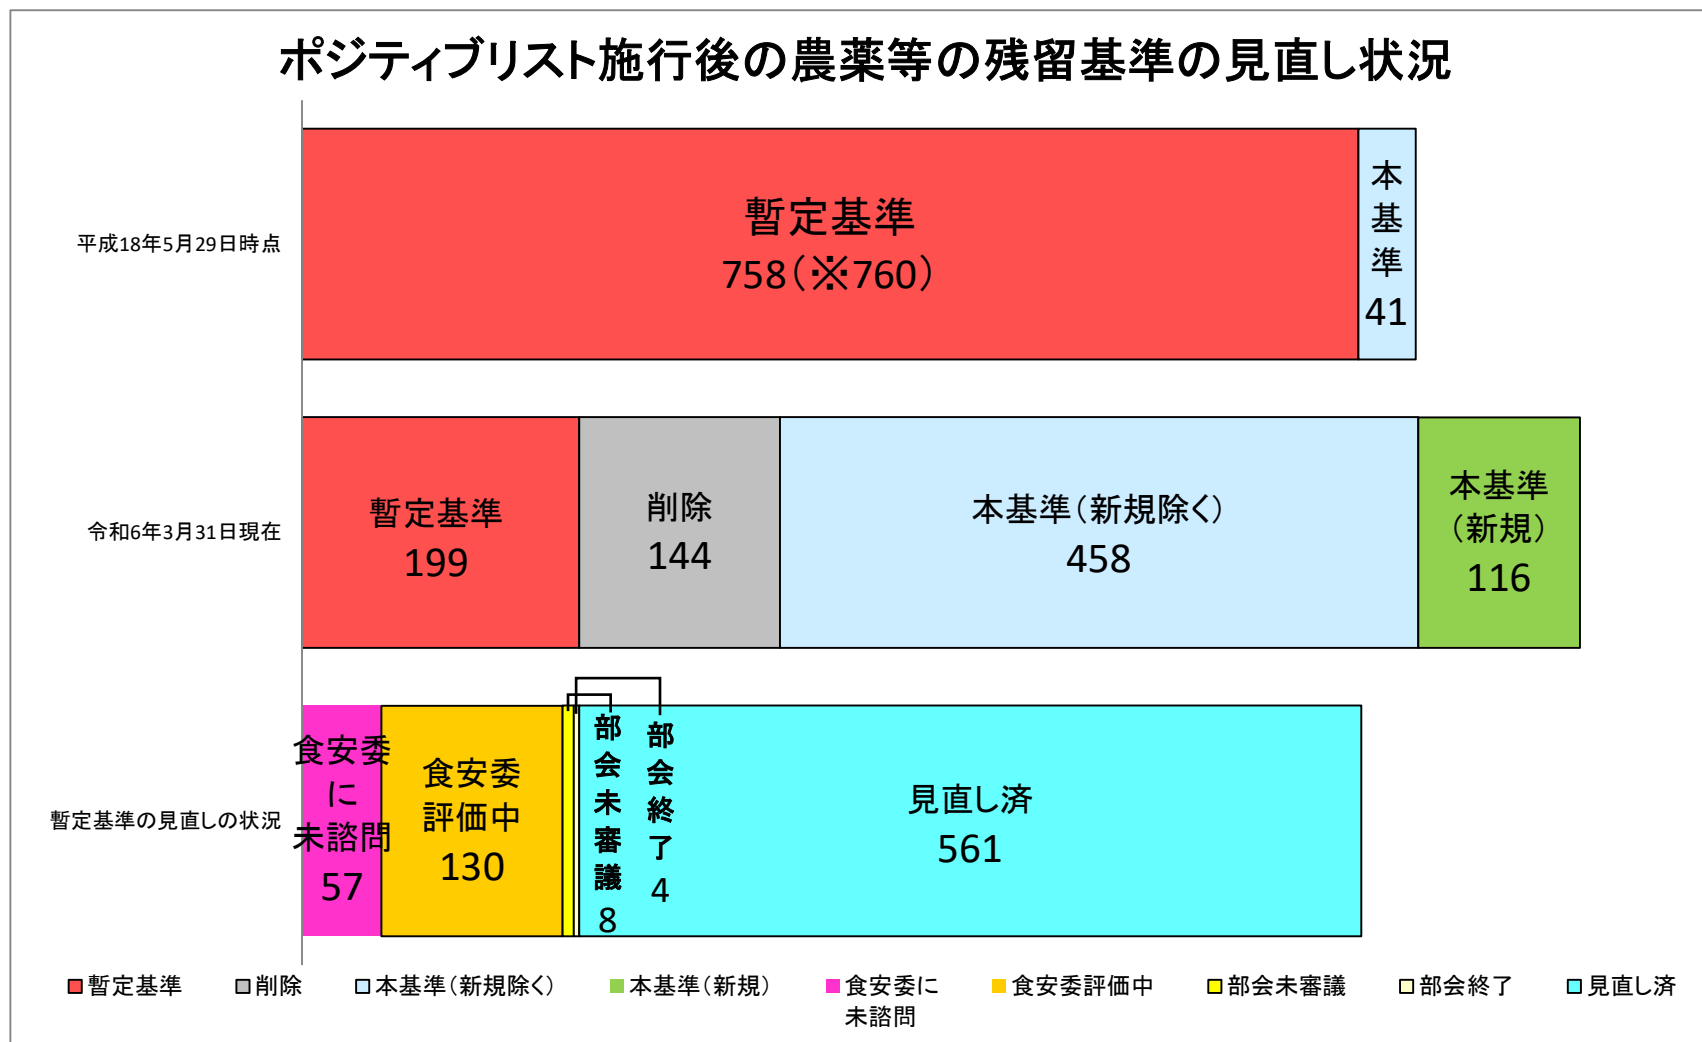 ポジティブリスト施行後の農薬等の残留基準の見直し状況
平成18年5月29日時点
暫定基準
758（※760）
本
基
準
41
令和6年3月31日現在
暫定基準
199
削除
144
本基準（新規除く）
458
本基準
（新規）
116
暫定基準の見直しの状況
食安委
に
未諮問
57
食安委
評価中
130
部
会
未
審
議
8
部
会
終
了
4
見直し済
561
暫定基準
削除
本基準（新規除く）
本基準（新規）
食安委に
未諮問
食安委評価中
部会未審議
部会終了
見直し済